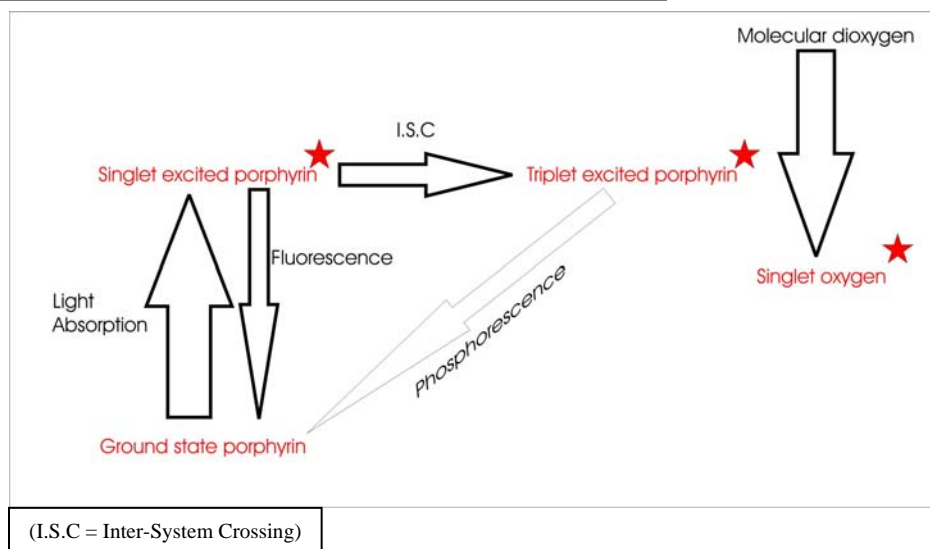 Molecular dioxygen
I.S.C
Singlet excited porphyrin
Triplet excited porphyrin
Fluorescence
Singlet oxygen
Light
Absorption
Phosphorescence
Ground state porphyrin
(I.S.C = Inter-System Crossing)